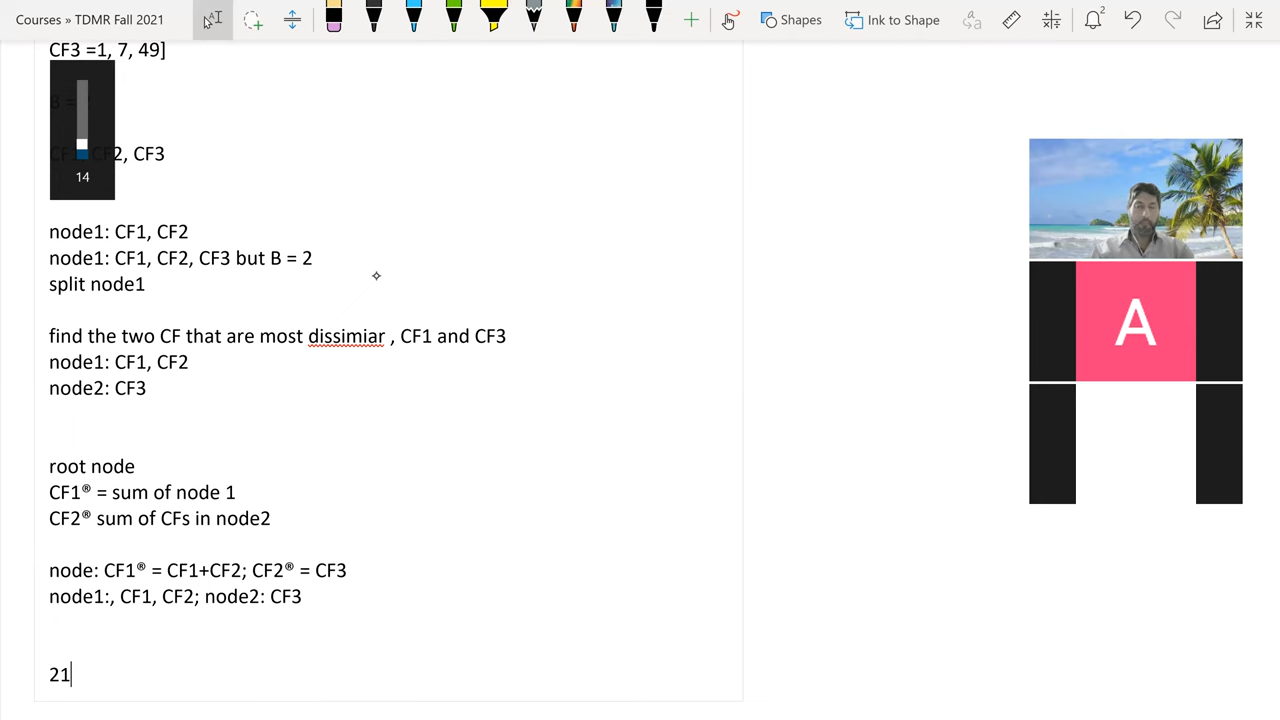 Courses » TDMR Fall 2021
Shapes
Ink to Shape
2
CF3 =1, 7, 49]
14
CF2, CF3
node1: CF1, CF2
node1: CF1, CF2, CF3 but B = 2
split node1
find the two CF that are most dissimiar , CF1 and CF3
node1: CF1, CF2
node2: CF3
root node
CF1® = sum of node 1
CF2® sum of CFs in node2
node: CF1® = CF1+CF2; CF2® = CF3
node1:, CF1, CF2; node2: CF3
21
A